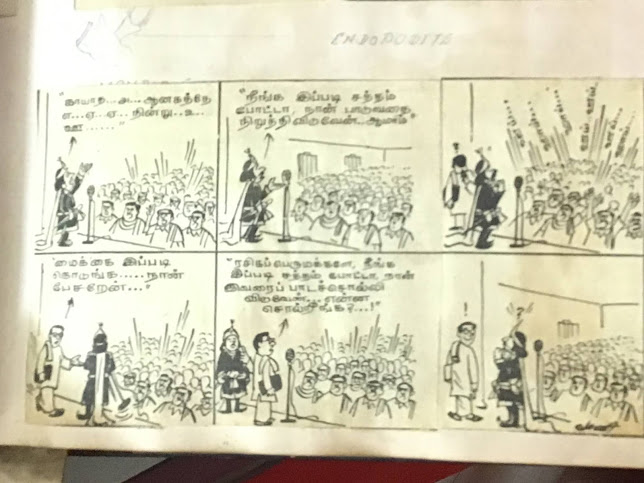 ENDOPODITE
"காயாத...கா...ஆனகத்தே
எ...ஏ...ஏ...நின்று..உ...
ஊ......"
"நீங்க இப்படி சத்தம்
போட்டா, நான் பாடுவதை
நிறுத்திவிடுவேன்...ஆமாம்"
"மைக்கை இப்படி
கொடுங்க.....நான்
பேசறேன்..."
"ரசிகப்பெருமக்களே, நீங்க
இப்படி சத்தம் போட்டா, நான்
இவரைப் பாடச்சொல்லி
விடுவேன்...என்ன
சொல்றீங்க?...!"
!
?